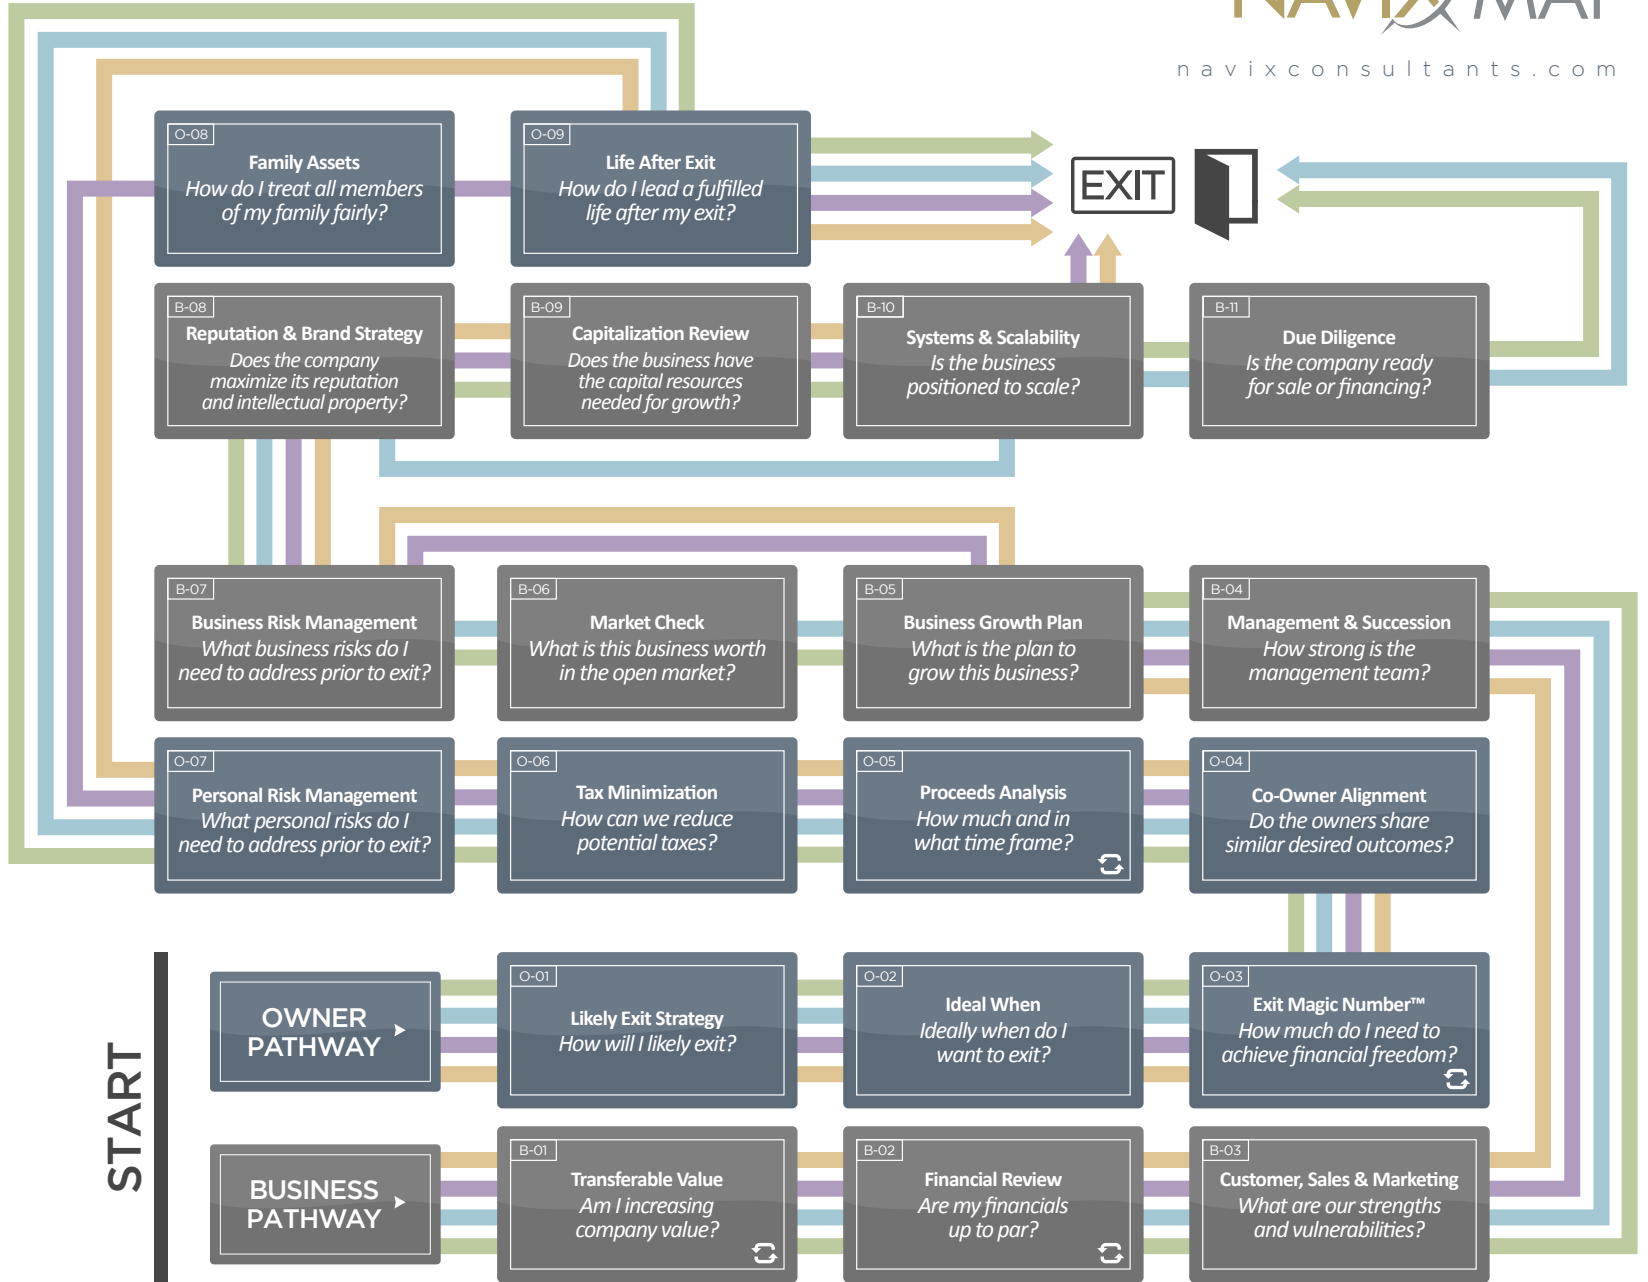 NAVIX MAP
navixconsultants.com
O-08
Family Assets
How do I treat all members
of my family fairly?
O-09
Life After Exit
How do I lead a fulfilled
life after my exit?
EXIT
B-08
Reputation & Brand Strategy
Does the company
maximize its reputation
and intellectual property?
B-09
Capitalization Review
Does the business have
the capital resources
needed for growth?
B-10
Systems & Scalability
Is the business
positioned to scale?
B-11
Due Diligence
Is the company ready
for sale or financing?
B-07
Business Risk Management
What business risks do I
need to address prior to exit?
B-06
Market Check
What is this business worth
in the open market?
B-05
Business Growth Plan
What is the plan to
grow this business?
B-04
Management & Succession
How strong is the
management team?
O-07
Personal Risk Management
What personal risks do I
need to address prior to exit?
O-06
Tax Minimization
How can we reduce
potential taxes?
O-05
Proceeds Analysis
How much and in
what time frame?
O-04
Co-Owner Alignment
Do the owners share
similar desired outcomes?
START
OWNER
PATHWAY
O-01
Likely Exit Strategy
How will I likely exit?
O-02
Ideal When
Ideally when do I
want to exit?
O-03
Exit Magic Number™
How much do I need to
achieve financial freedom?
BUSINESS
PATHWAY
B-01
Transferable Value
Am I increasing
company value?
B-02
Financial Review
Are my financials
up to par?
B-03
Customer, Sales & Marketing
What are our strengths
and vulnerabilities?